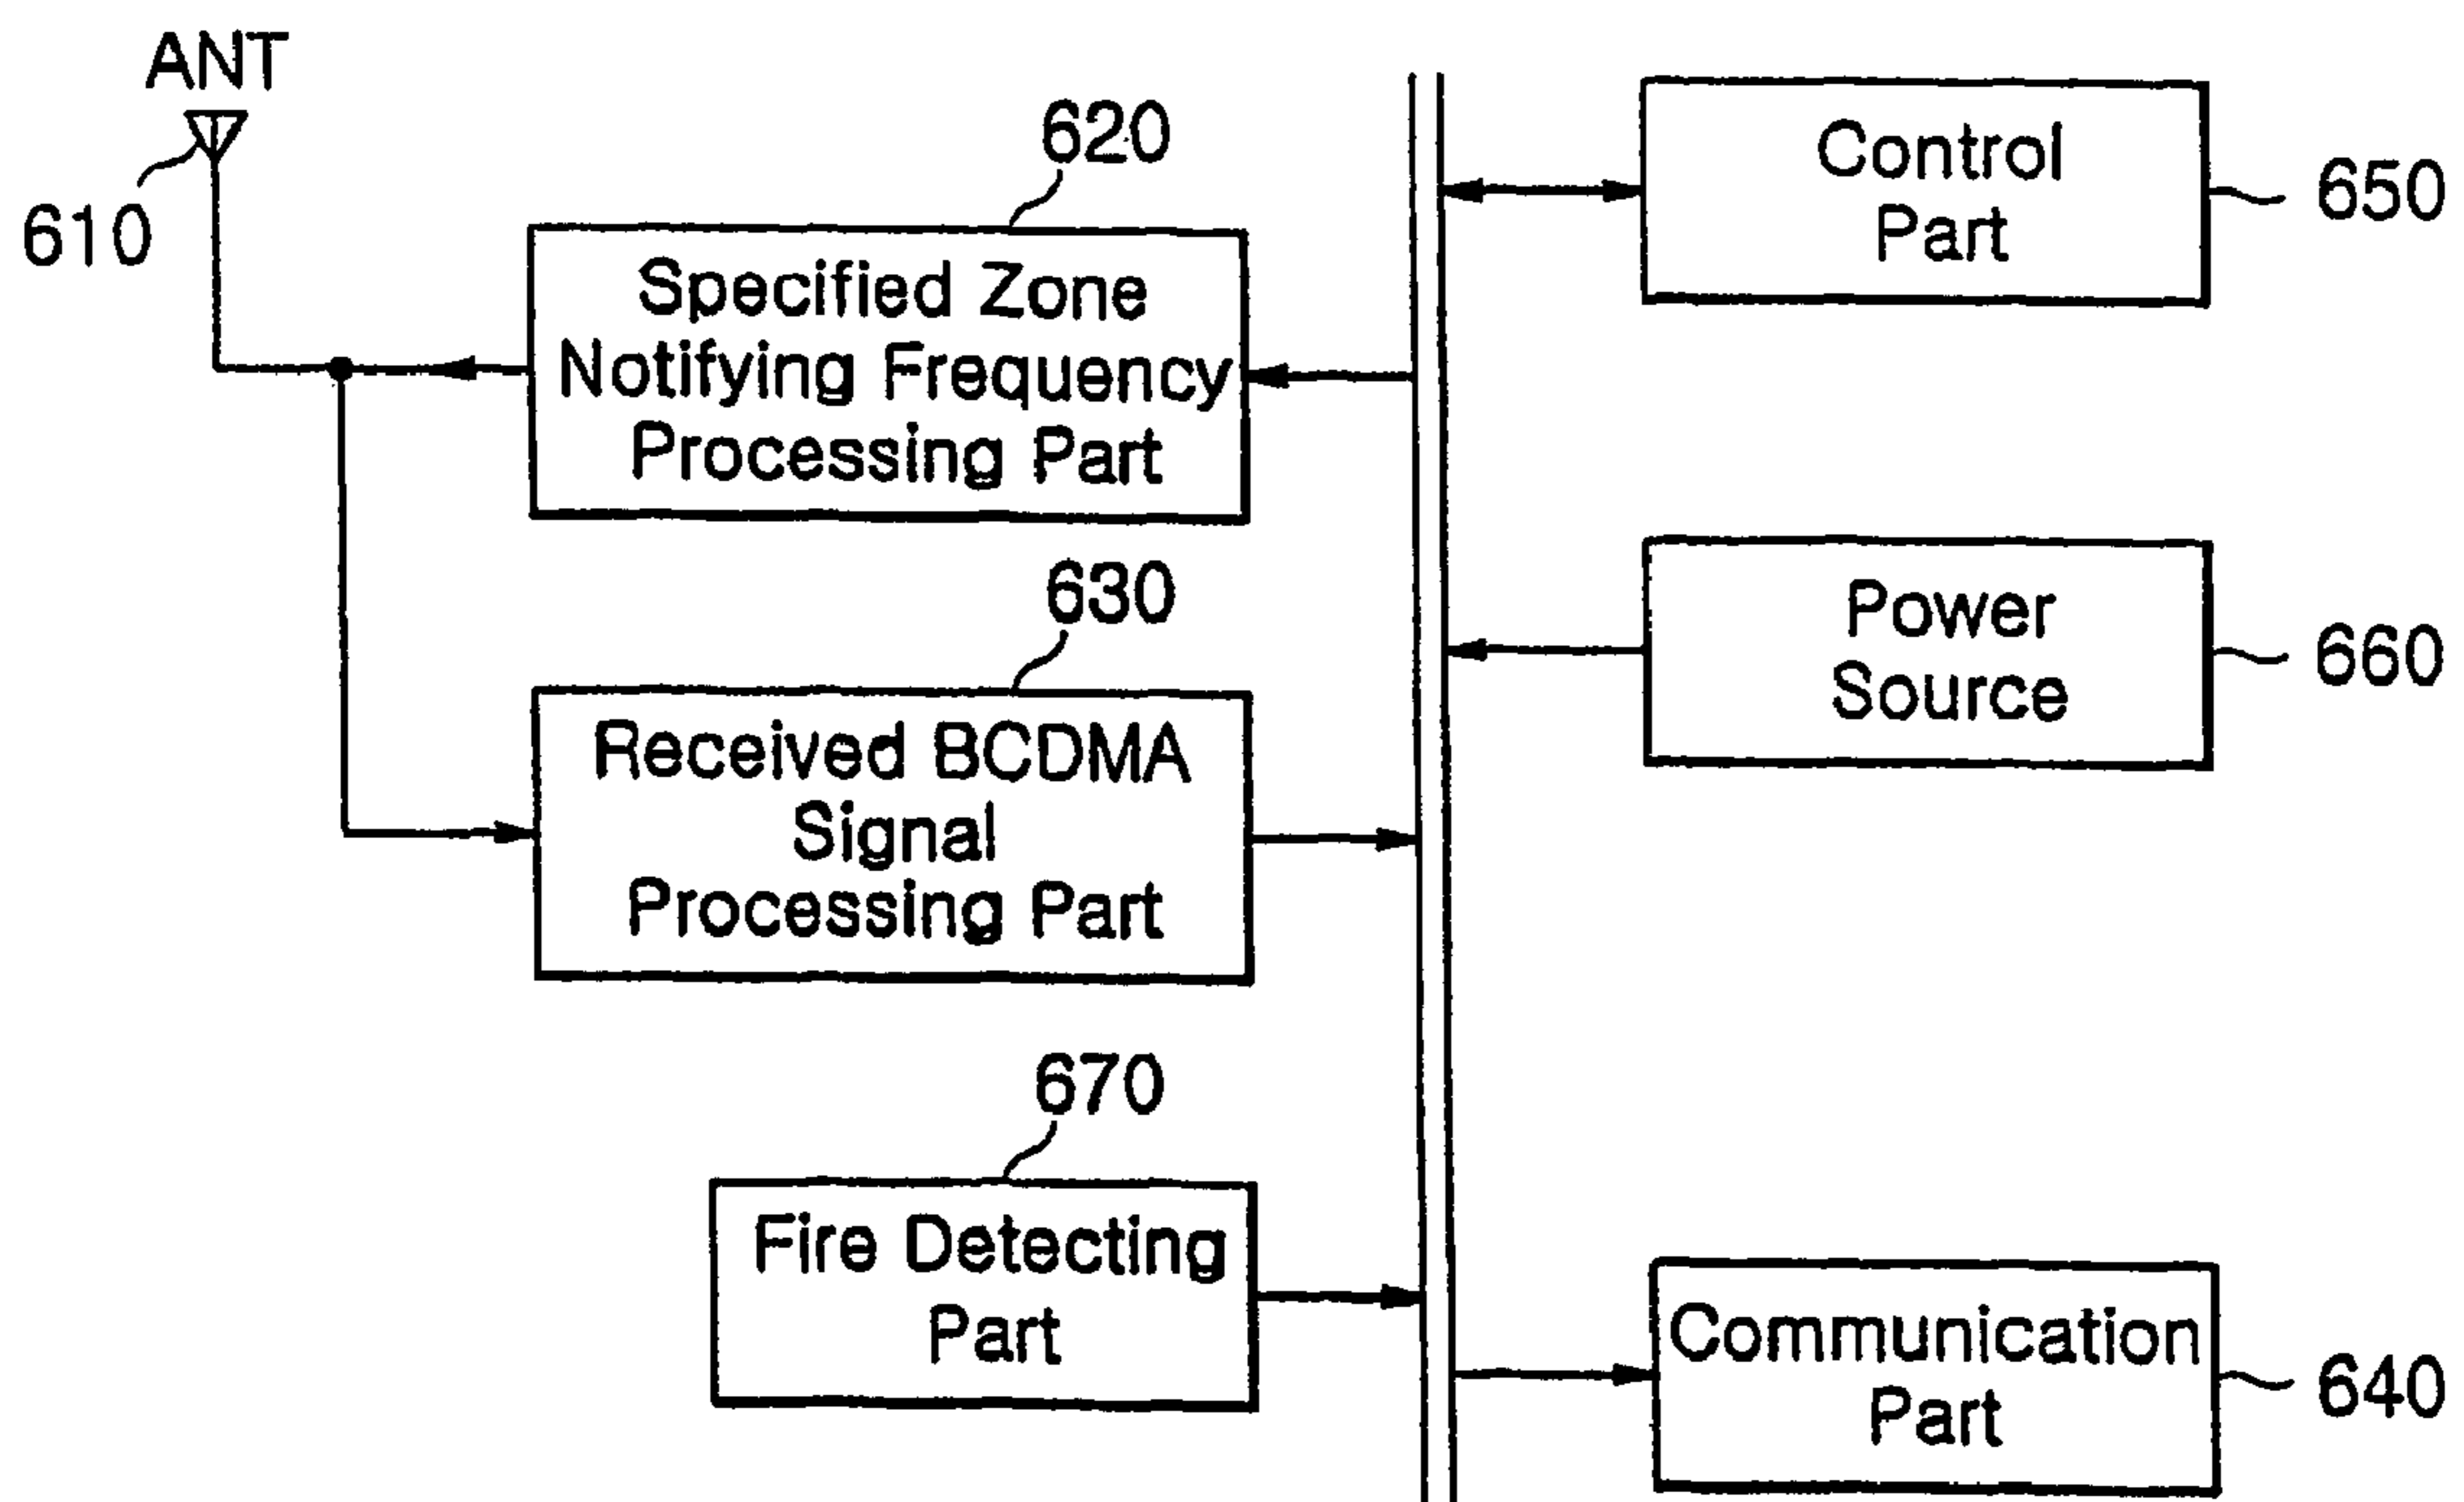 ANT
610
620
Specified Zone
Notifying Frequency
Processing Part
630
Received BCDMA
Signal
Processing Part
670
Fire Detecting
Part
Control
Part
650
Power
Source
660
Communication
Part
640